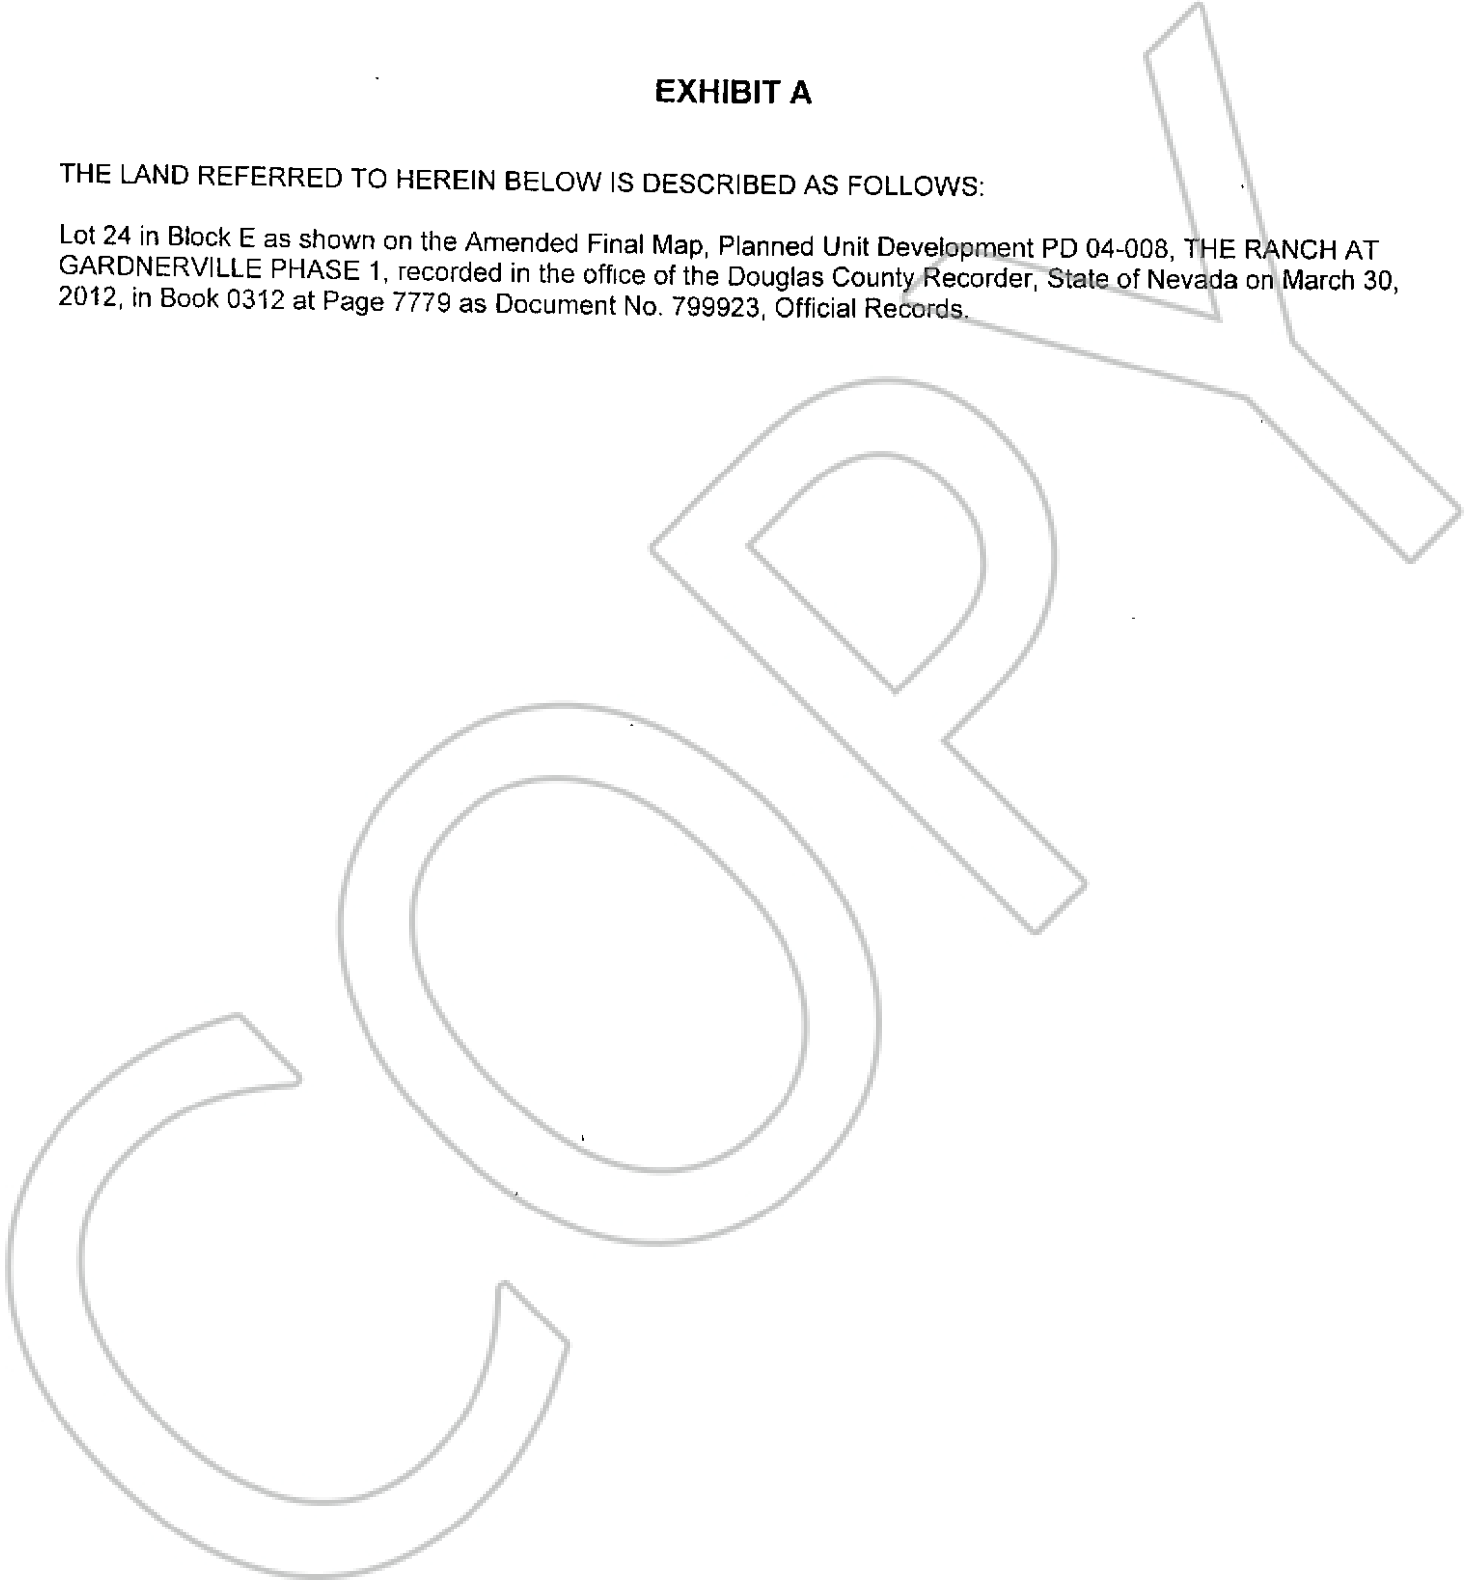 EXHIBIT A
THE LAND REFERRED TO HEREIN BELOW IS DESCRIBED AS FOLLOWS:
Lot 24 in Block E as shown on the Amended Final Map, Planned Unit Development PD 04-008, THE RANCH AT
GARDNERVILLE PHASE 1, recorded in the office of the Douglas County Recorder, State of Nevada on March 30,
2012, in Book 0312 at Page 7779 as Document No. 799923, Official Records.
COPY